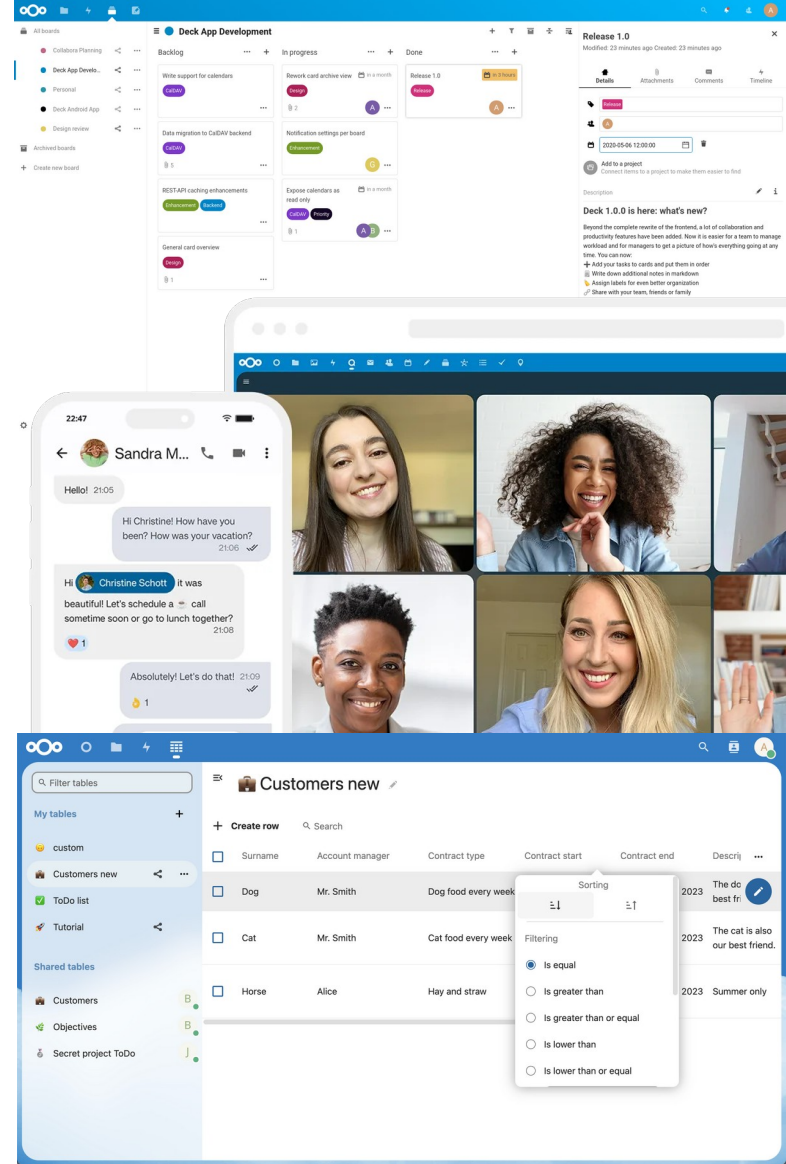 A
All boards
Collabora Planning
Deck App Develo...
Personal
Deck Android App
Design review
Archived boards
Create new board
Deck App Development
Backlog
Write support for calendars
CalDAV
Data migration to CalDAV backend
CalDAV
5
REST-API caching enhancements
Enhancement Backend
General card overview
Design
1
In progress
Rework card archive view in a month
Design
2
A
Notification settings per board
Enhancement
G
Expose calendars as in a month
read only
CalDAV Priority
1
A B
Done
Release 1.0 in 3 hours
Release
A
Release 1.0
Modified: 23 minutes ago Created: 23 minutes ago
Details Attachments Comments Timeline
Release
A
2020-05-06 12:00:00
Add to a project
Connect items to a project to make them easier to find
Description
Deck 1.0.0 is here: what's new?
Beyond the complete rewrite of the frontend, a lot of collaboration and
productivity features have been added. Now it is easier for a team to manage
workload and for managers to get a picture of how's everything going at any
time. You can now:
➕ Add your tasks to cards and put them in order
Write down additional notes in markdown
Assign labels for even better organization
Share with your team, friends or family
22:47
Sandra M...
Hello! 21:05
Hi Christine! How have you
been? How was your vacation?
21:06
Hi Christine Schott it was
beautiful! Let's schedule a ☕ call
sometime soon or go to lunch together?
21:08
❤️ 1
Absolutely! Let's do that! 21:09
👌 1
A
Filter tables
My tables
custom
Customers new
ToDo list
Tutorial
Shared tables
Customers B
Objectives B
Secret project ToDo J
Customers new
Create row Search
Surname Account manager Contract type Contract start Contract end Descrip
Dog Mr. Smith Dog food every week 2023 The do
best fri
Cat Mr. Smith Cat food every week 2023 The cat is also
our best friend.
Horse Alice Hay and straw 2023 Summer only
Sorting
Filtering
Is equal
Is greater than
Is greater than or equal
Is lower than
Is lower than or equal